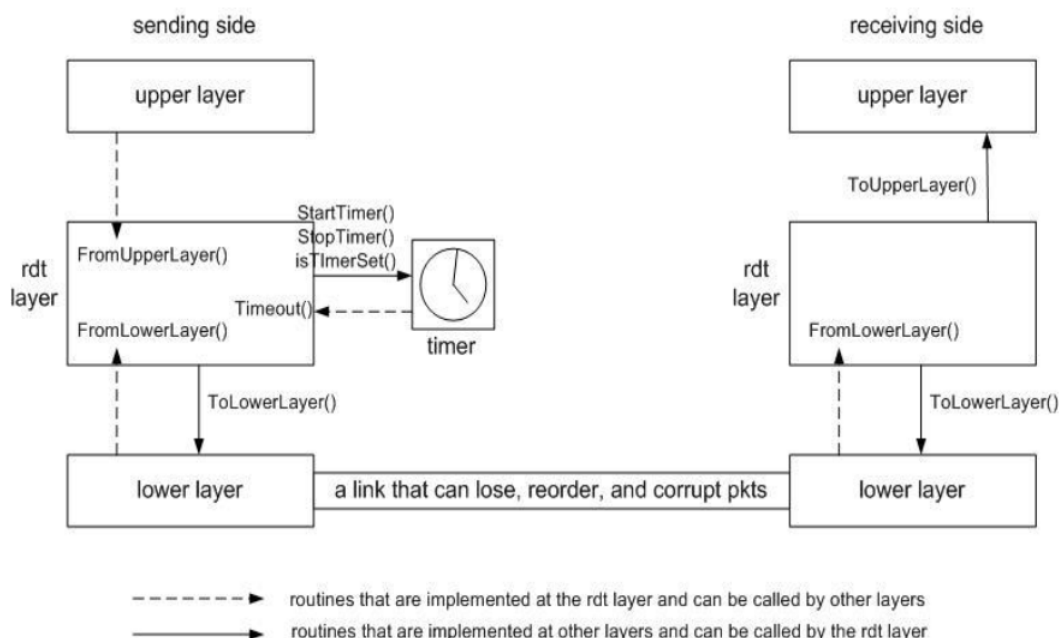 sending side
receiving side
upper layer
upper layer
ToUpperLayer()
StartTimer()
StopTimer()
isTImerSet()
FromUpperLayer()
rdt
layer
rdt
layer
Timeout()
FromLowerLayer()
timer
FromLowerLayer()
ToLowerLayer()
ToLowerLayer()
lower layer
a link that can lose, reorder, and corrupt pkts
lower layer
routines that are implemented at the rdt layer and can be called by other layers
routines that are implemented at other layers and can be called by the rdt layer